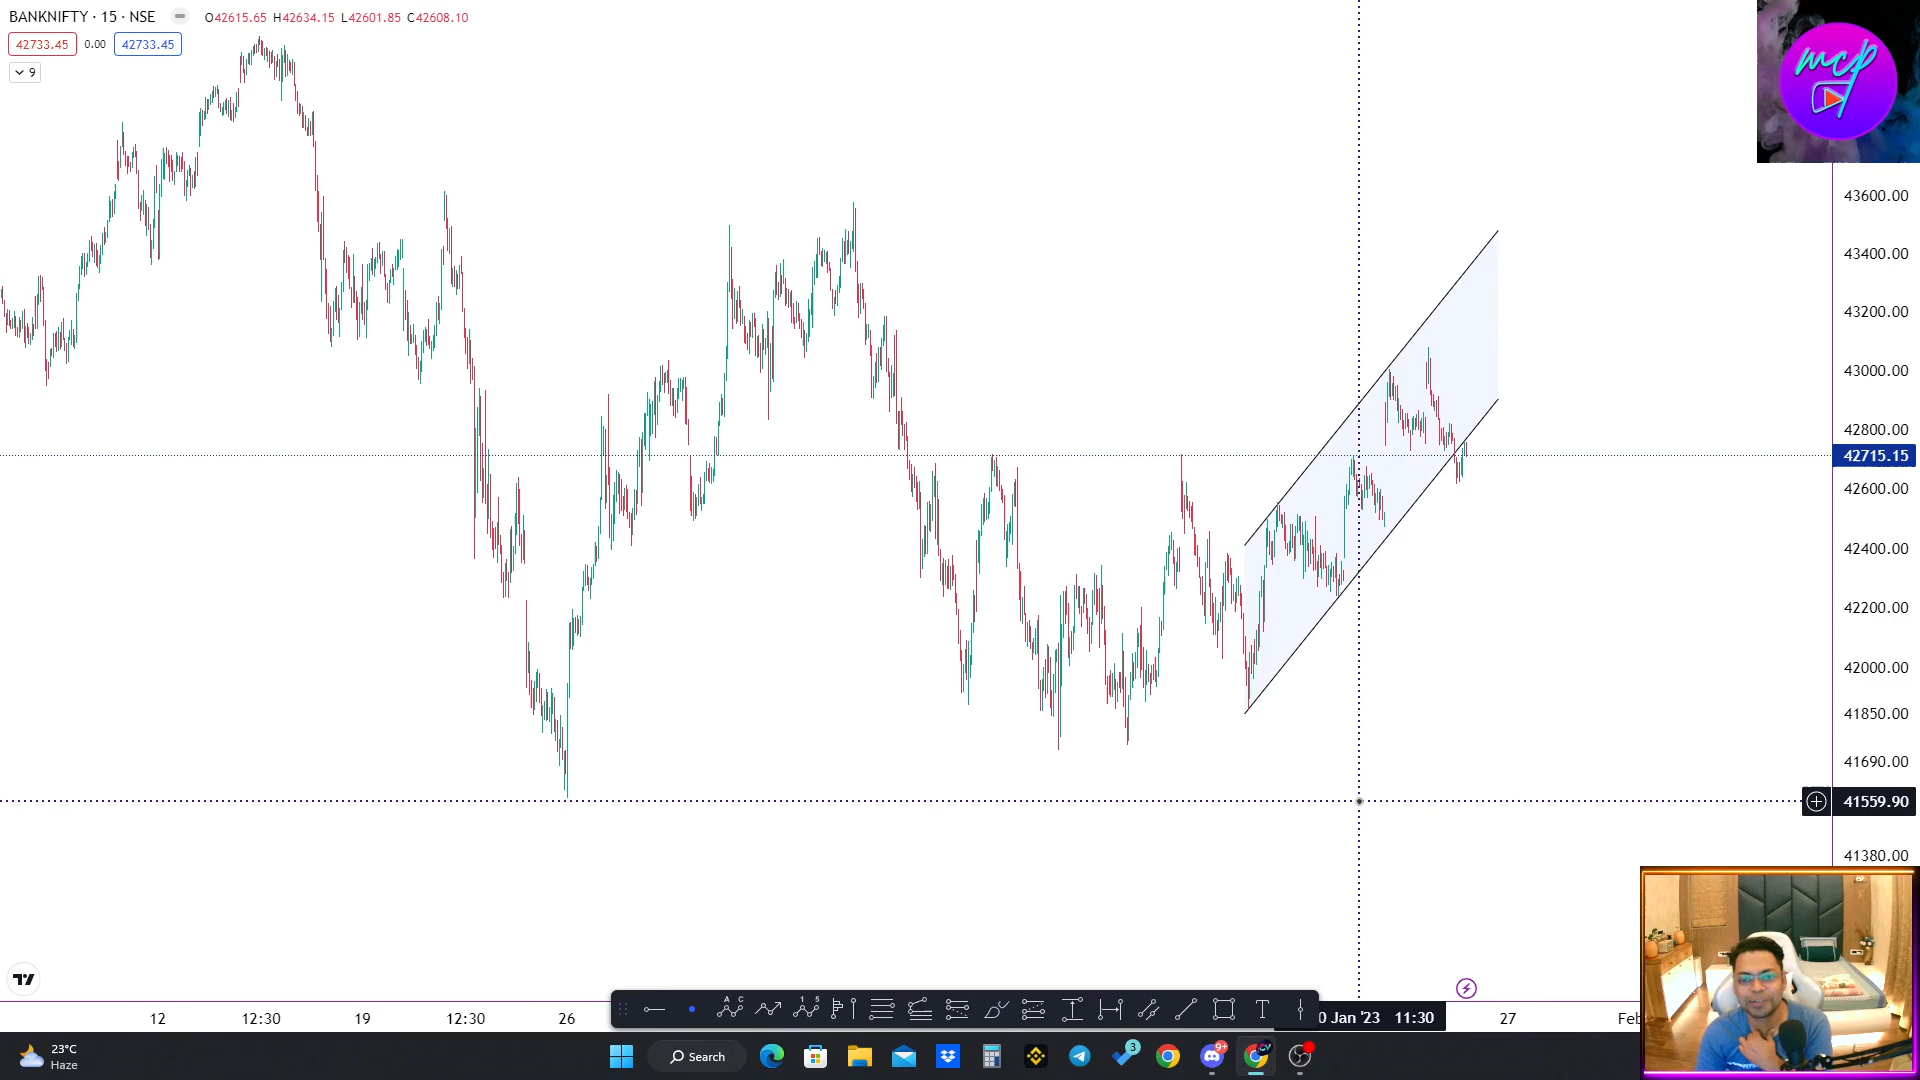 BANKNIFTY · 15 · NSE
O42615.65 H42634.15 L42601.85 C42608.10
42733.45 0.00 42733.45
9
mcp
43600.00
43400.00
43200.00
43000.00
42800.00
42715.15
42600.00
42400.00
42200.00
42000.00
41850.00
41690.00
41559.90
41380.00
12 12:30 19 12:30 26 0 Jan '23 11:30 27 Feb
23°C
Haze
Search
3
9+